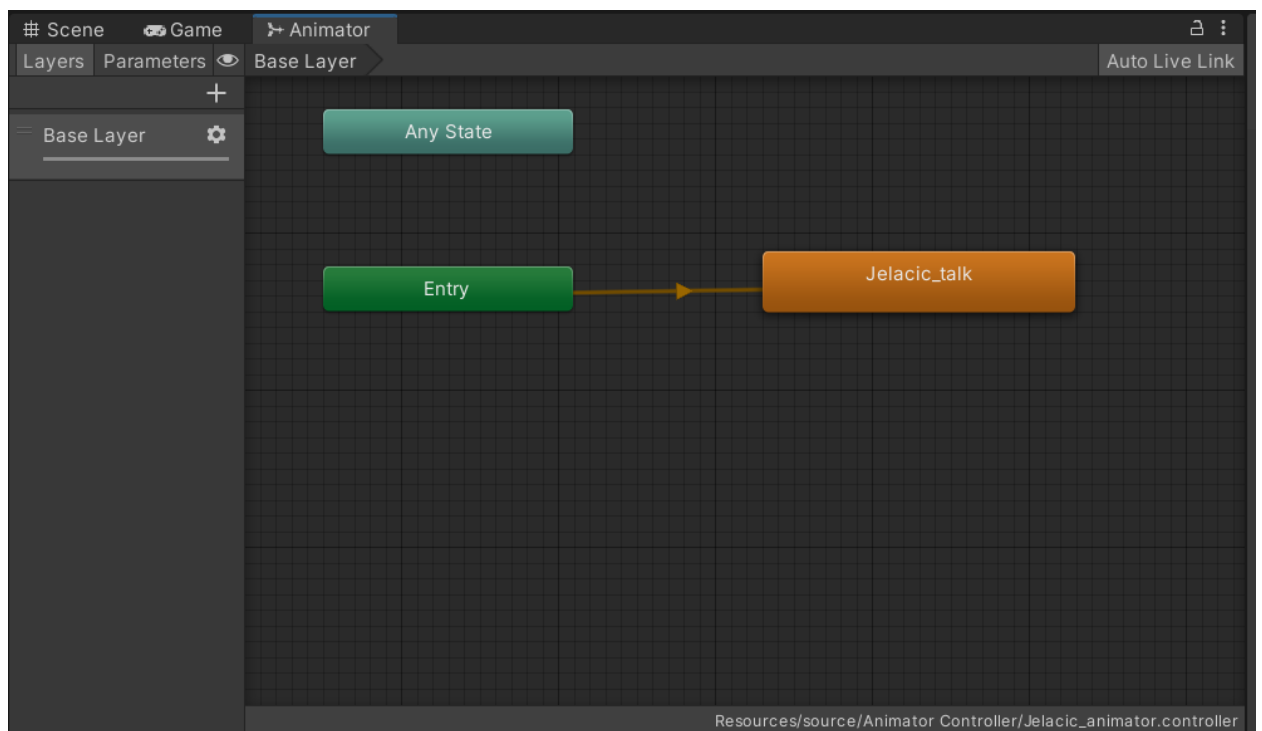 Scene Game Animator
Layers Parameters Base Layer Auto Live Link
Base Layer
Any State
Jelacic_talk
Entry
Resources/source/Animator Controller/Jelacic_animator.controller